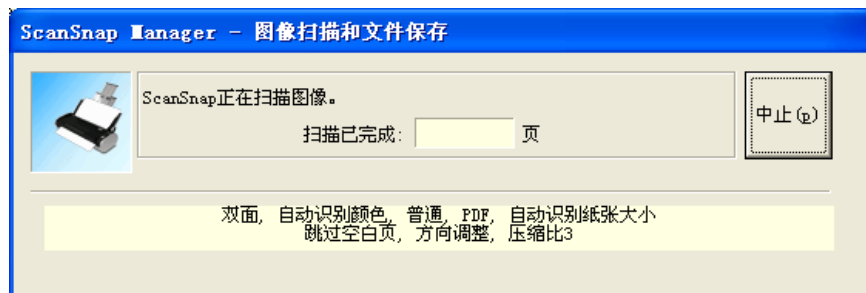 ScanSnap Manager - 图像扫描和文件保存
ScanSnap正在扫描图像。
扫描已完成: 页
中止(p)
双面, 自动识别颜色, 普通, PDF, 自动识别纸张大小
跳过空白页, 方向调整, 压缩比3